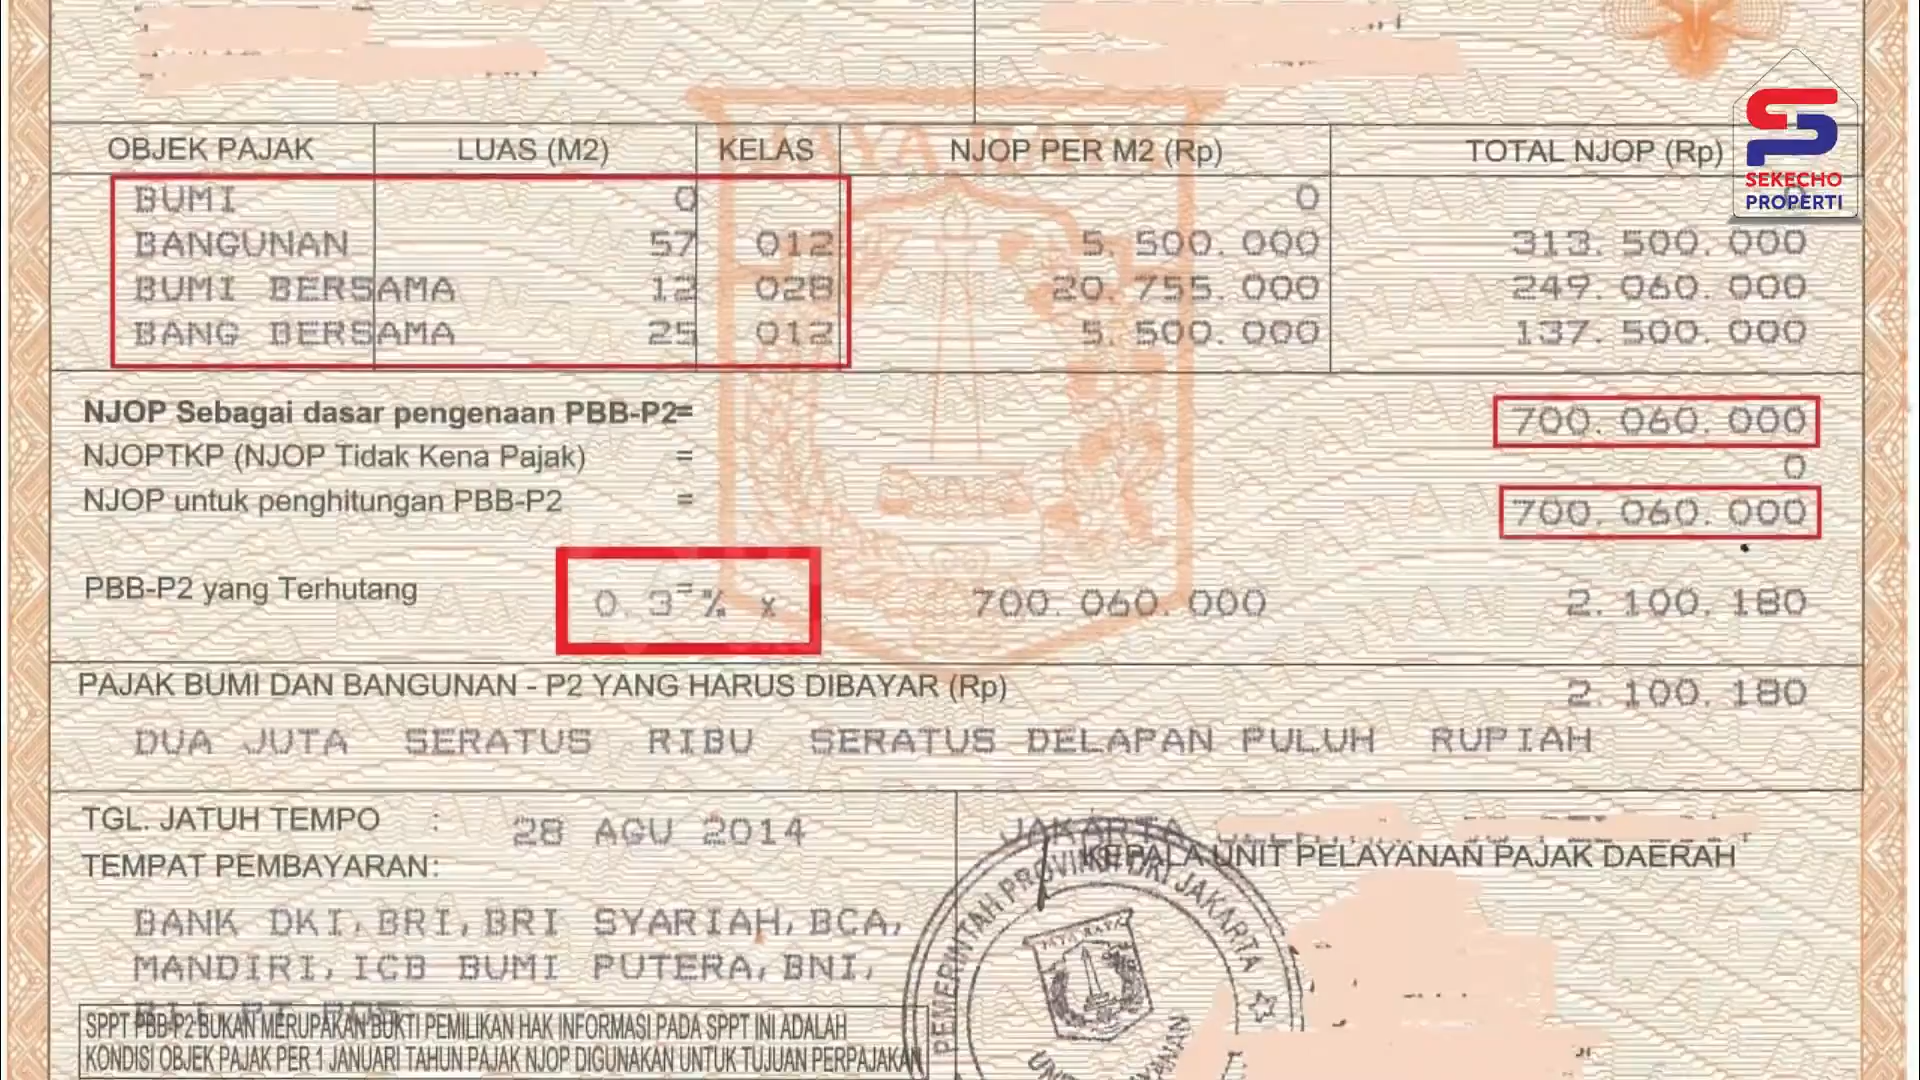 SEKECHO
PROPERTI
OBJEK PAJAK LUAS (M2) KELAS NJOP PER M2 (Rp) TOTAL NJOP (Rp)
BUMI 0 0 0
BANGUNAN 57 012 5.500.000 313.500.000
BUMI BERSAMA 12 028 20.755.000 249.060.000
BANG BERSAMA 25 012 5.500.000 137.500.000
NJOP Sebagai dasar pengenaan PBB-P2= 700.060.000
NJOPTKP (NJOP Tidak Kena Pajak) = 0
NJOP untuk penghitungan PBB-P2 = 700.060.000
PBB-P2 yang Terhutang = 0.3 % x 700.060.000 2.100.180
PAJAK BUMI DAN BANGUNAN - P2 YANG HARUS DIBAYAR (Rp) 2.100.180
DUA JUTA SERATUS RIBU SERATUS DELAPAN PULUH RUPIAH
TGL. JATUH TEMPO : 28 AGU 2014
JAKARTA
TEMPAT PEMBAYARAN:
KEPALA UNIT PELAYANAN PAJAK DAERAH
BANK DKI, BRI, BRI SYARIAH, BCA,
MANDIRI, ICB BUMI PUTERA, BNI,
BII, PT POS
SPPT PBB-P2 BUKAN MERUPAKAN BUKTI PEMILIKAN HAK INFORMASI PADA SPPT INI ADALAH
KONDISI OBJEK PAJAK PER 1 JANUARI TAHUN PAJAK NJOP DIGUNAKAN UNTUK TUJUAN PERPAJAKAN
PEMERINTAH PROVINSI DKI JAKARTA
JAYA RAYA